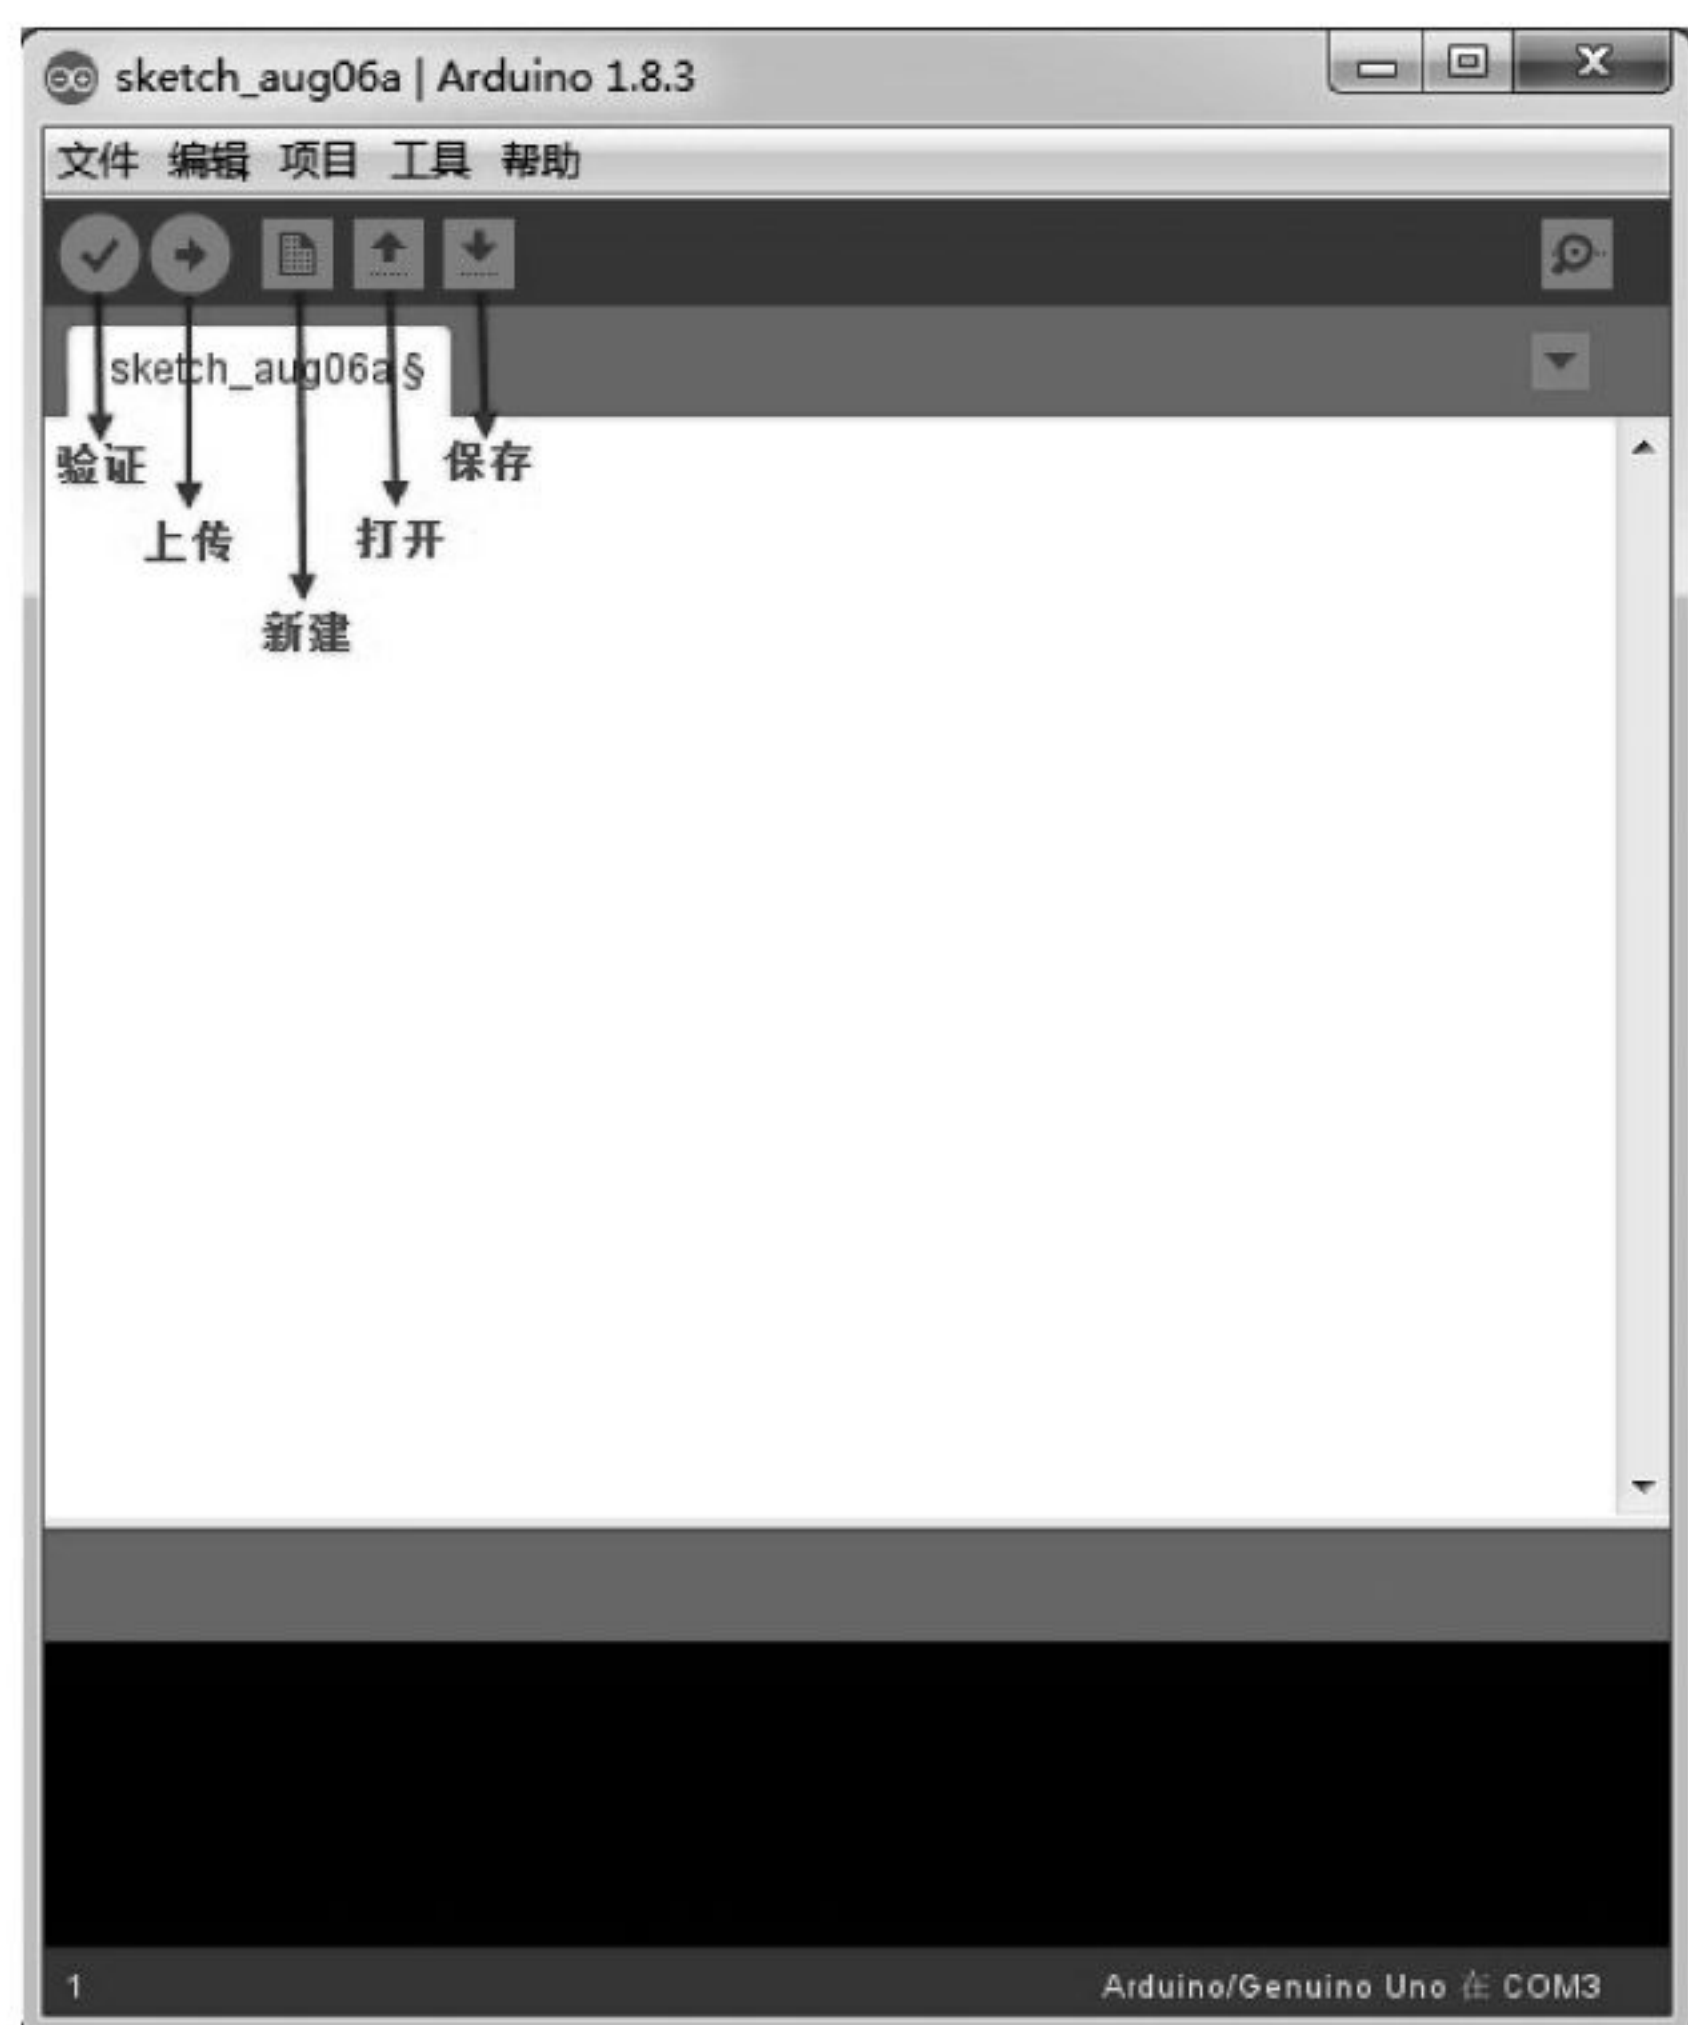 sketch_aug06a | Arduino 1.8.3
文件 编辑 项目 工具 帮助
sketch_aug06a §
验证
保存
上传
打开
新建
1
Arduino/Genuino Uno 在 COM3